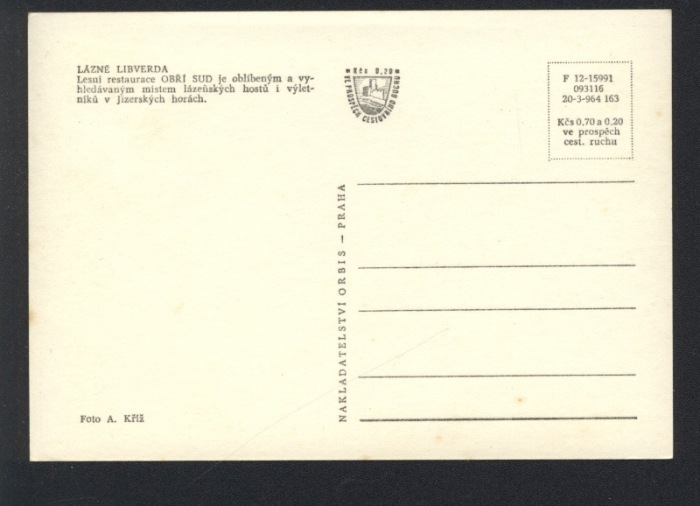 LÁZNĚ LIBVERDA
Lesní restaurace OBŘÍ SUD je oblíbeným a vy-
hledávaným místem lázeňských hostů i výlet-
níků v Jizerských horách.
Kčs 0,20
VE PROSPĚCH CESTOVNÍHO RUCHU
F 12-15991
093116
20-3-964 163
Kčs 0,70 a 0,20
ve prospěch
cest. ruchu
NAKLADATELSTVÍ ORBIS — PRAHA
Foto A. Kříž